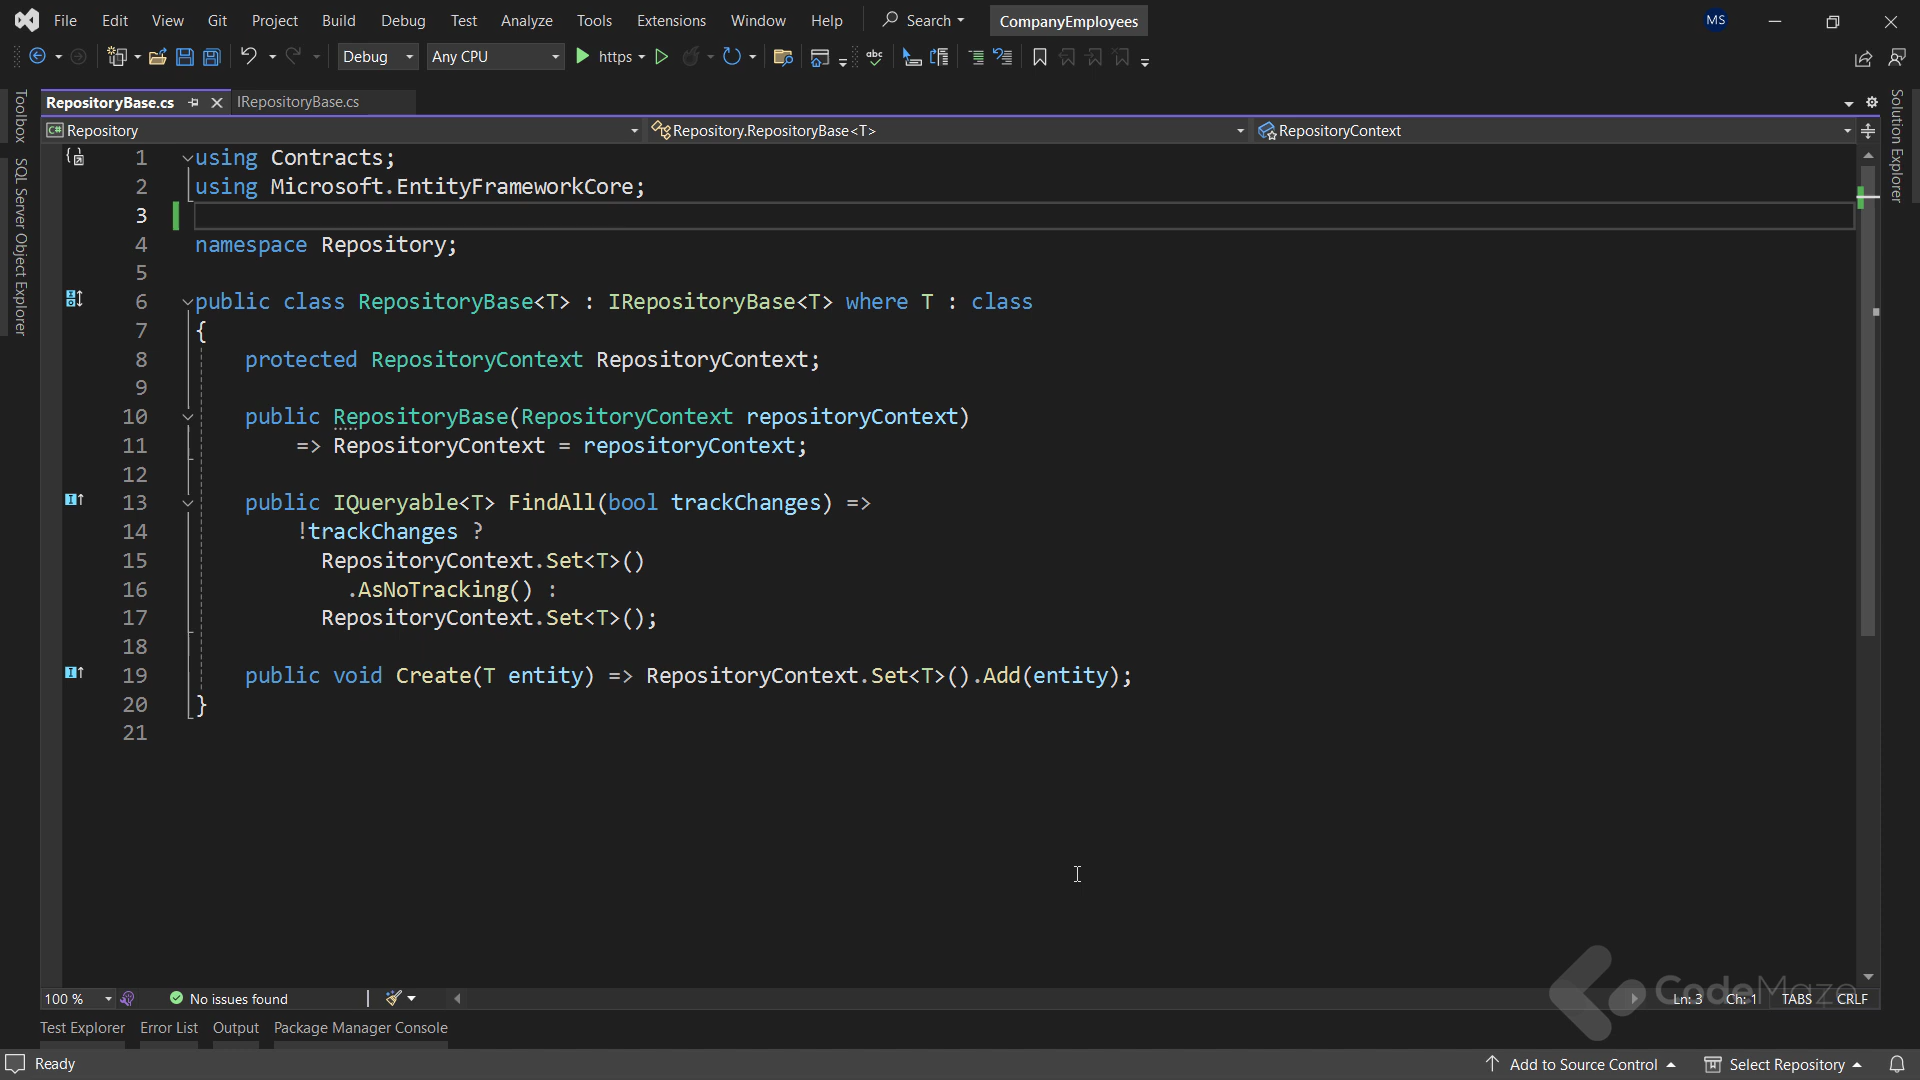 File Edit View Git Project Build Debug Test Analyze Tools Extensions Window Help Search CompanyEmployees MS
Debug Any CPU https abc
RepositoryBase.cs IRepositoryBase.cs
C# Repository Repository.RepositoryBase<T> RepositoryContext
Toolbox
SQL Server Object Explorer
Solution Explorer
1 using Contracts;
2 using Microsoft.EntityFrameworkCore;
3
4 namespace Repository;
5
6 public class RepositoryBase<T> : IRepositoryBase<T> where T : class
7 {
8 protected RepositoryContext RepositoryContext;
9
10 public RepositoryBase(RepositoryContext repositoryContext)
11 => RepositoryContext = repositoryContext;
12
13 public IQueryable<T> FindAll(bool trackChanges) =>
14 !trackChanges ?
15 RepositoryContext.Set<T>()
16 .AsNoTracking() :
17 RepositoryContext.Set<T>();
18
19 public void Create(T entity) => RepositoryContext.Set<T>().Add(entity);
20 }
21
100 % No issues found Ln: 3 Ch: 1 TABS CRLF
CodeMaze
Test Explorer Error List Output Package Manager Console
Ready Add to Source Control Select Repository